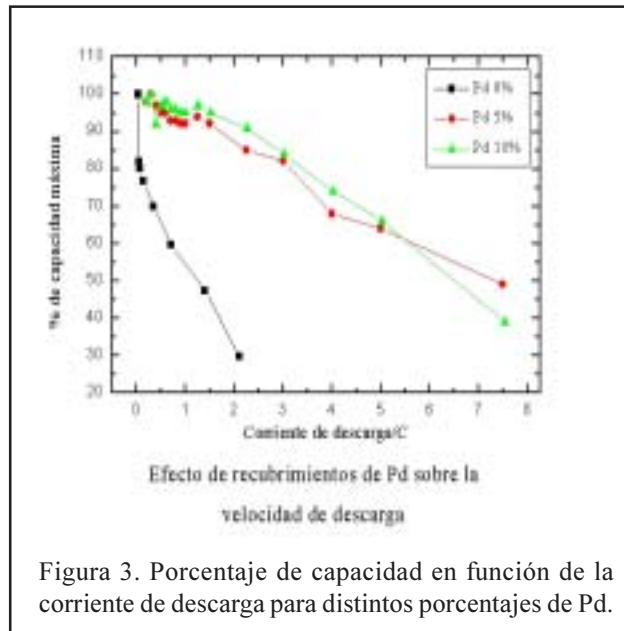 110
100
90
80
70
60
50
40
30
20
% de capacidad máxima
Pd 0%
Pd 5%
Pd 10%
0 1 2 3 4 5 6 7 8
Corriente de descarga/C
Efecto de recubrimientos de Pd sobre la
velocidad de descarga
Figura 3. Porcentaje de capacidad en función de la
corriente de descarga para distintos porcentajes de Pd.